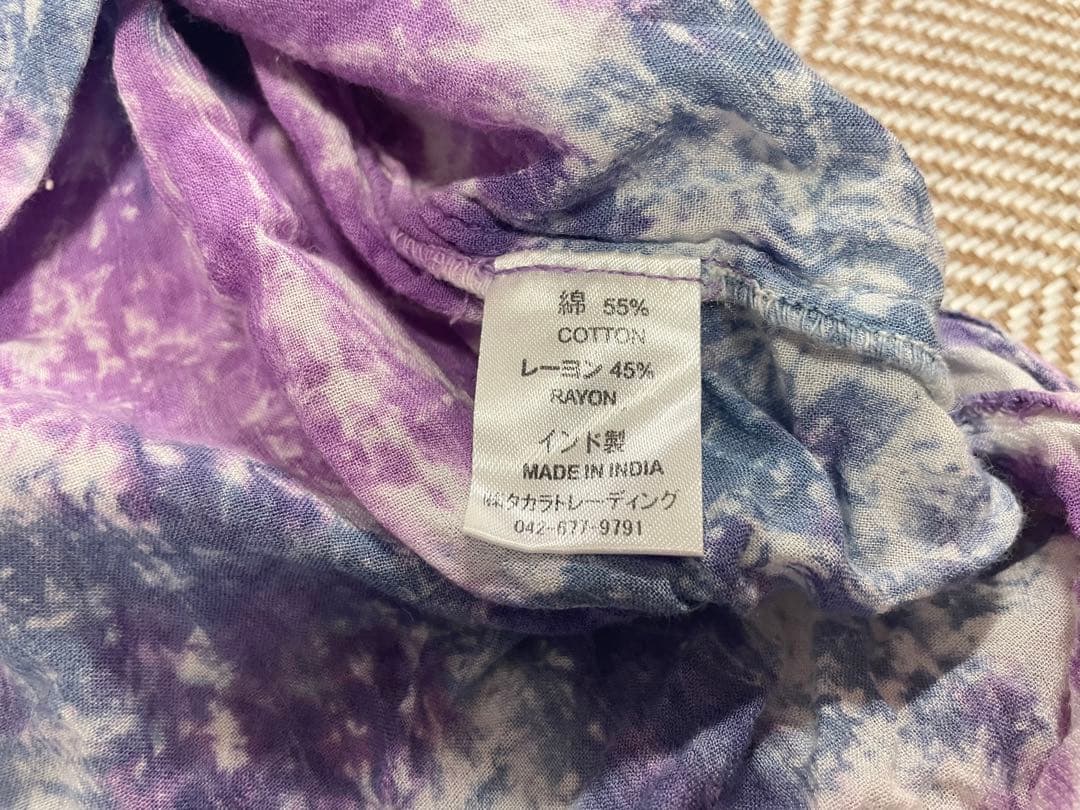 綿 55%
COTTON
レーヨン 45%
RAYON
インド製
MADE IN INDIA
㈱タカラトレーディング
042-677-9791